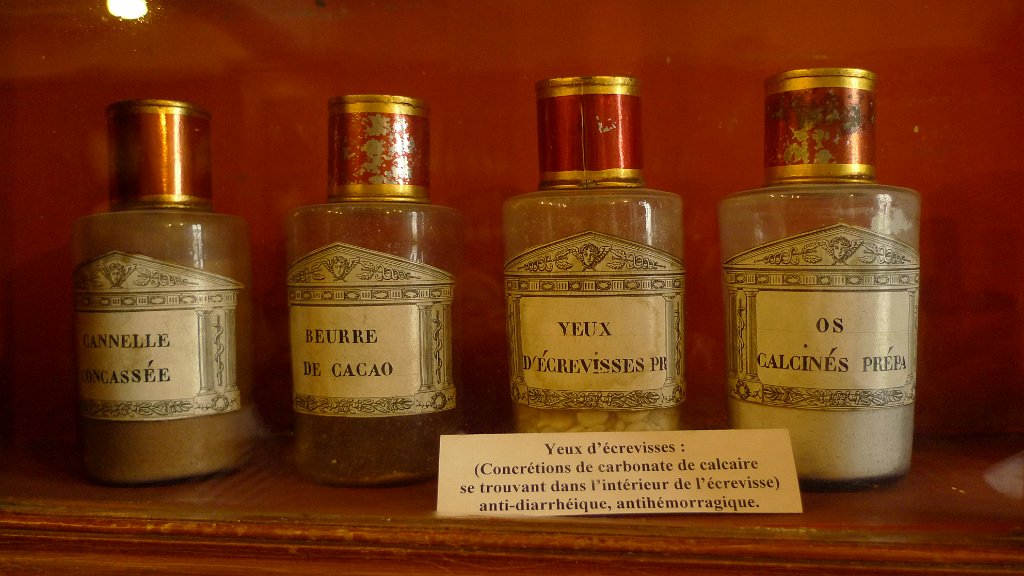 CANNELLE
CONCASSÉE
BEURRE
DE CACAO
YEUX
D'ÉCREVISSES PR
OS
CALCINÉS PRÉPA
Yeux d'écrevisses :
(Concrétions de carbonate de calcaire
se trouvant dans l'intérieur de l'écrevisse)
anti-diarrhéique, antihémorragique.